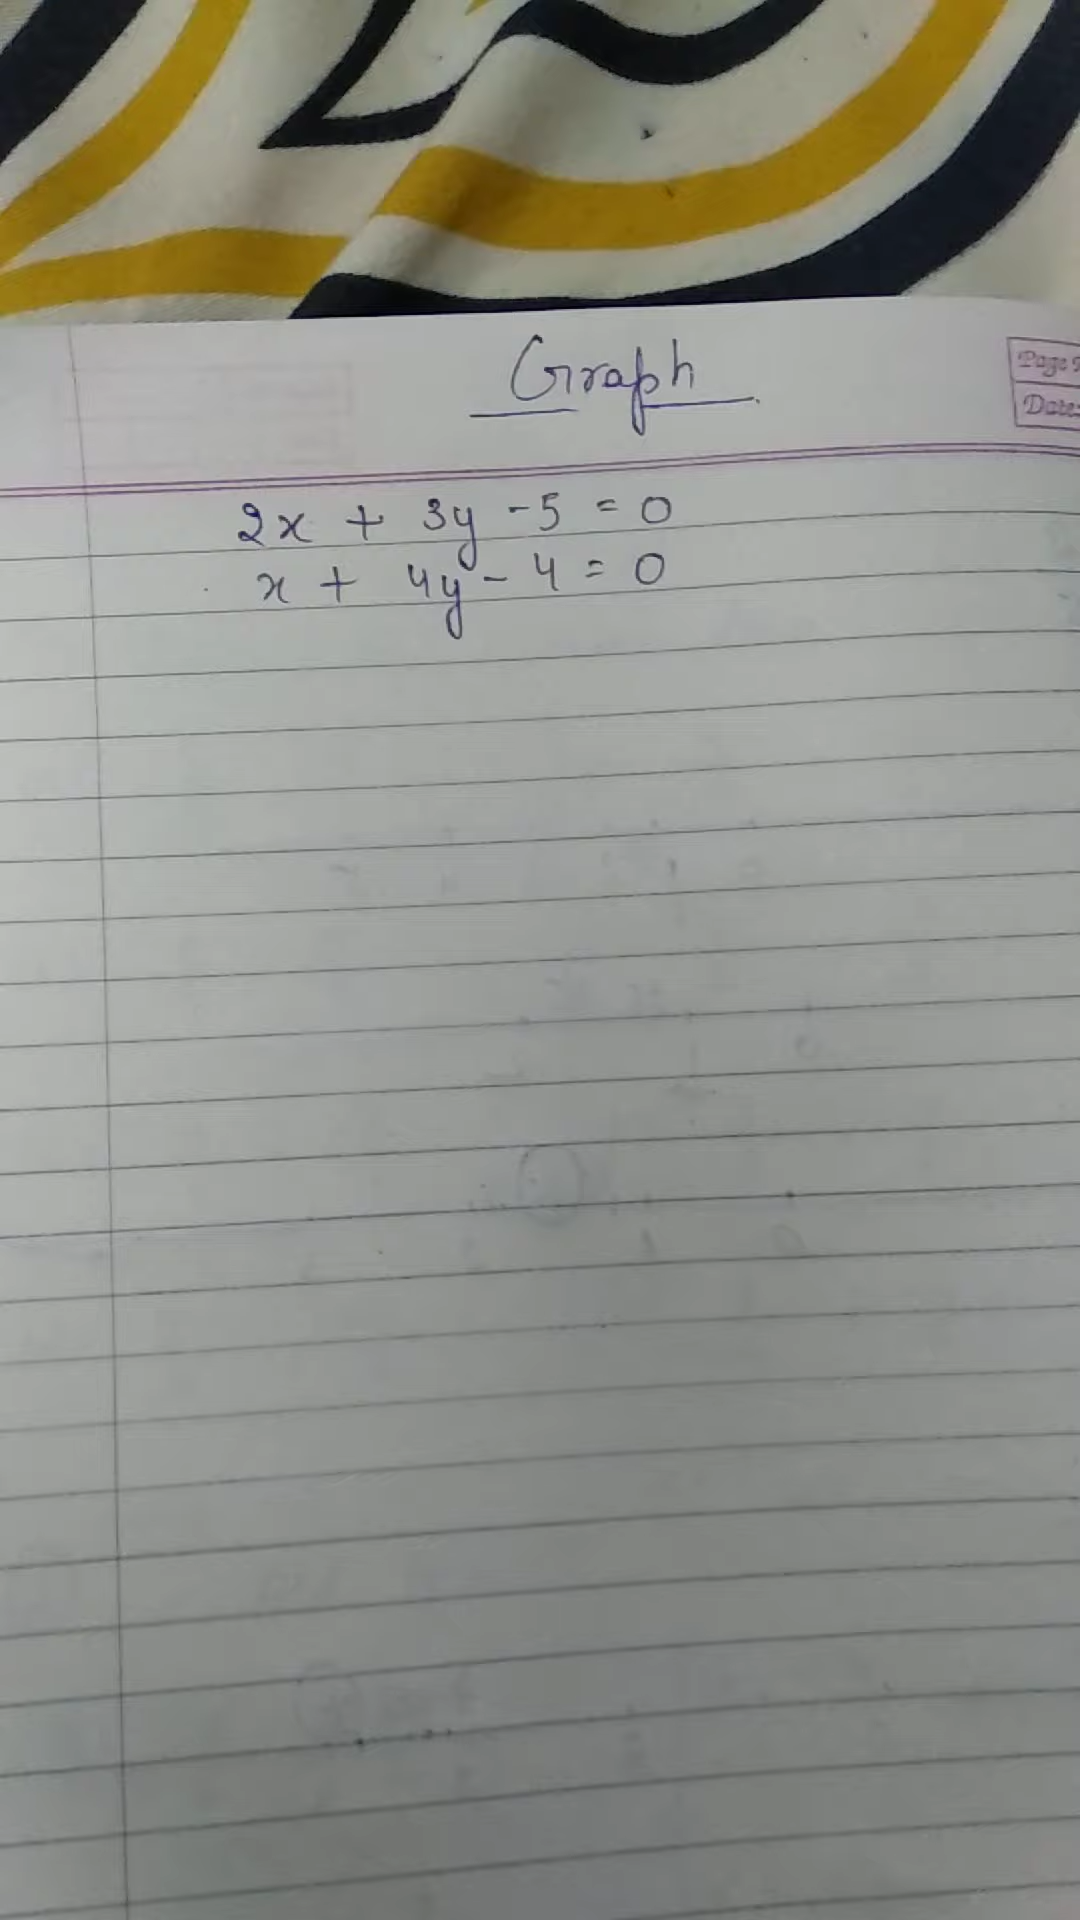 Graph
Page
Date:
2x + 3y - 5 = 0
x + 4y - 4 = 0